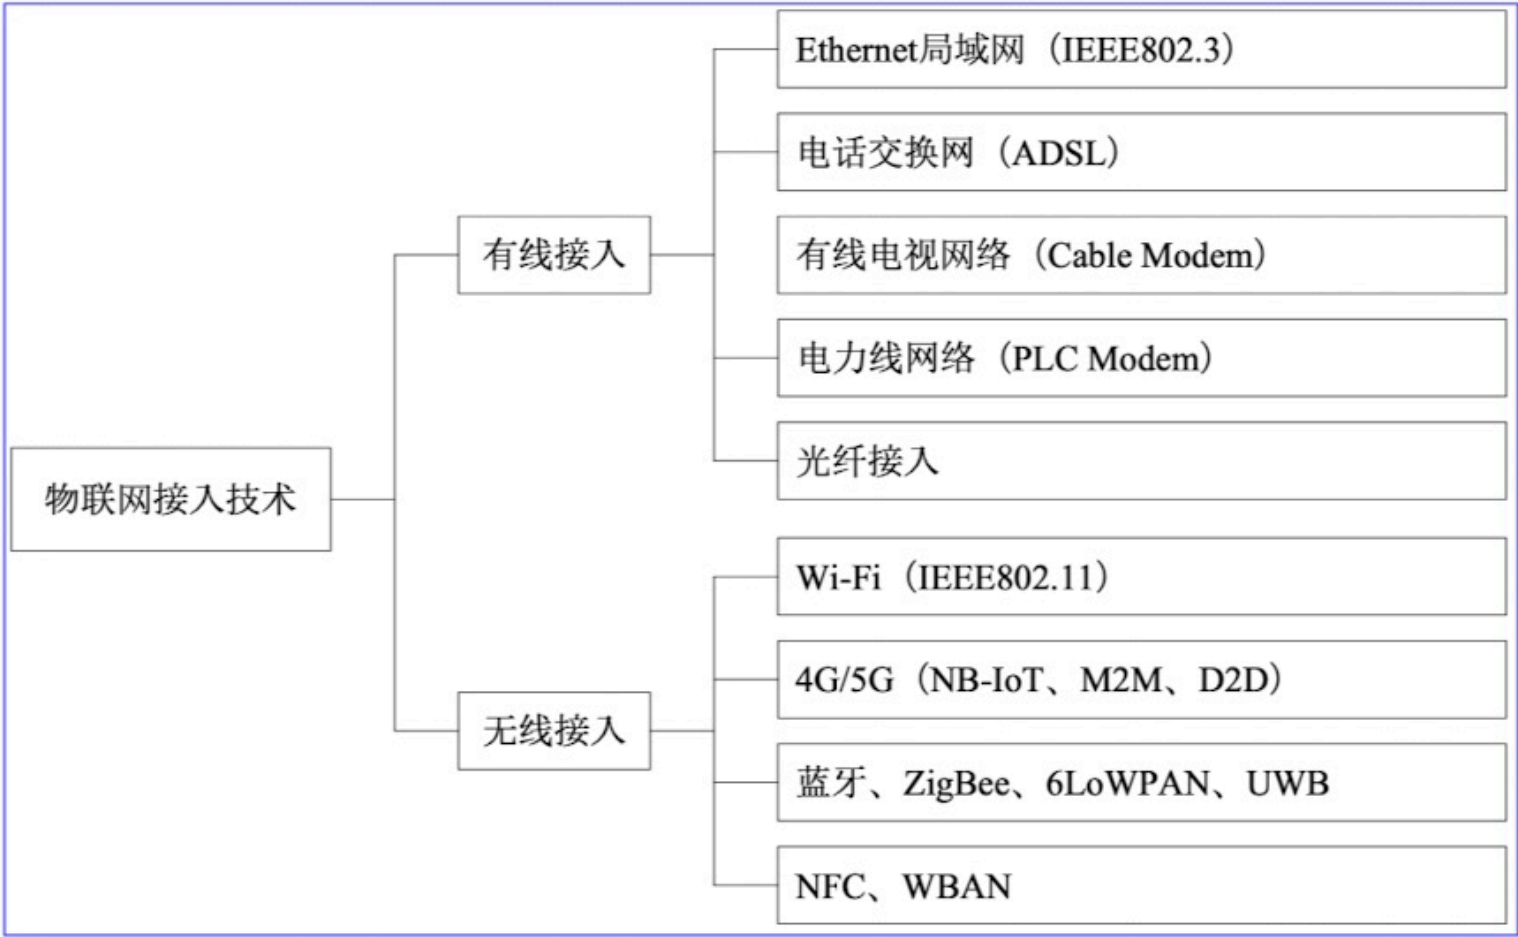 Ethernet局域网（IEEE802.3）
电话交换网（ADSL）
有线接入
有线电视网络（Cable Modem）
电力线网络（PLC Modem）
光纤接入
物联网接入技术
Wi-Fi（IEEE802.11）
4G/5G（NB-IoT、M2M、D2D）
无线接入
蓝牙、ZigBee、6LoWPAN、UWB
NFC、WBAN